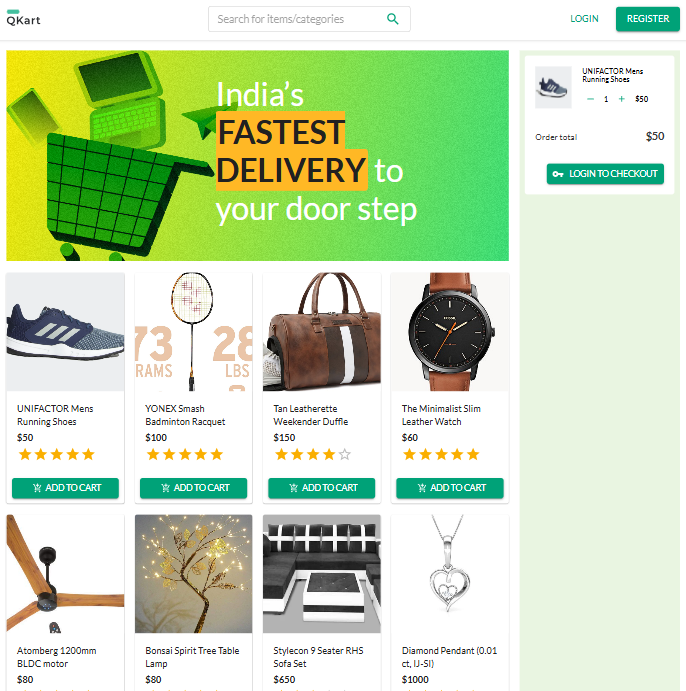 QKart
Search for items/categories
LOGIN
REGISTER
India’s
FASTEST
DELIVERY to
your door step
UNIFACTOR Mens
Running Shoes
1
$50
Order total
$50
LOGIN TO CHECKOUT
73
RAMS
28
LBS
FOSSIL
UNIFACTOR Mens
Running Shoes
$50
YONEX Smash
Badminton Racquet
$100
Tan Leatherette
Weekender Duffle
$150
The Minimalist Slim
Leather Watch
$60
ADD TO CART
ADD TO CART
ADD TO CART
ADD TO CART
Atomberg 1200mm
BLDC motor
$80
Bonsai Spirit Tree Table
Lamp
$80
Stylecon 9 Seater RHS
Sofa Set
$650
Diamond Pendant (0.01
ct, IJ-SI)
$1000